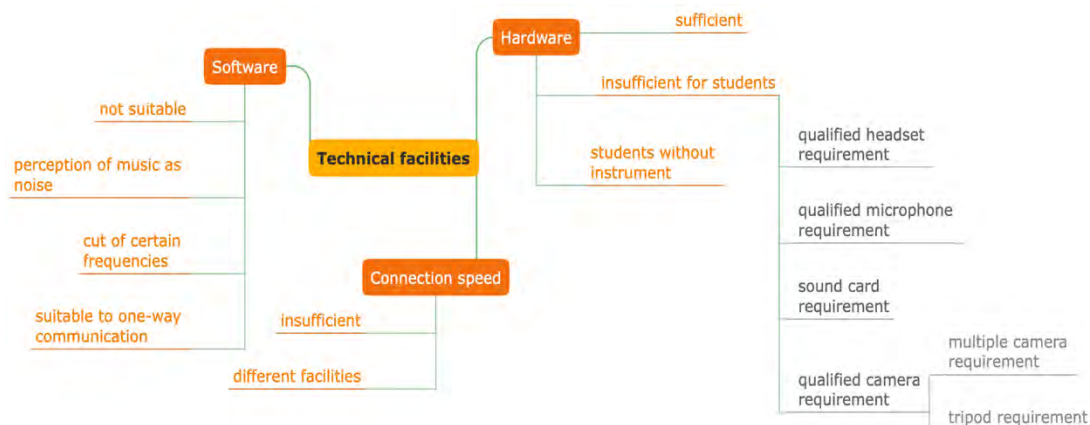 Technical facilities
Software
not suitable
perception of music as
noise
cut of certain
frequencies
suitable to one-way
communication
Connection speed
insufficient
different facilities
Hardware
sufficient
insufficient for students
qualified headset
requirement
qualified microphone
requirement
sound card
requirement
qualified camera
requirement
multiple camera
requirement
tripod requirement
students without
instrument